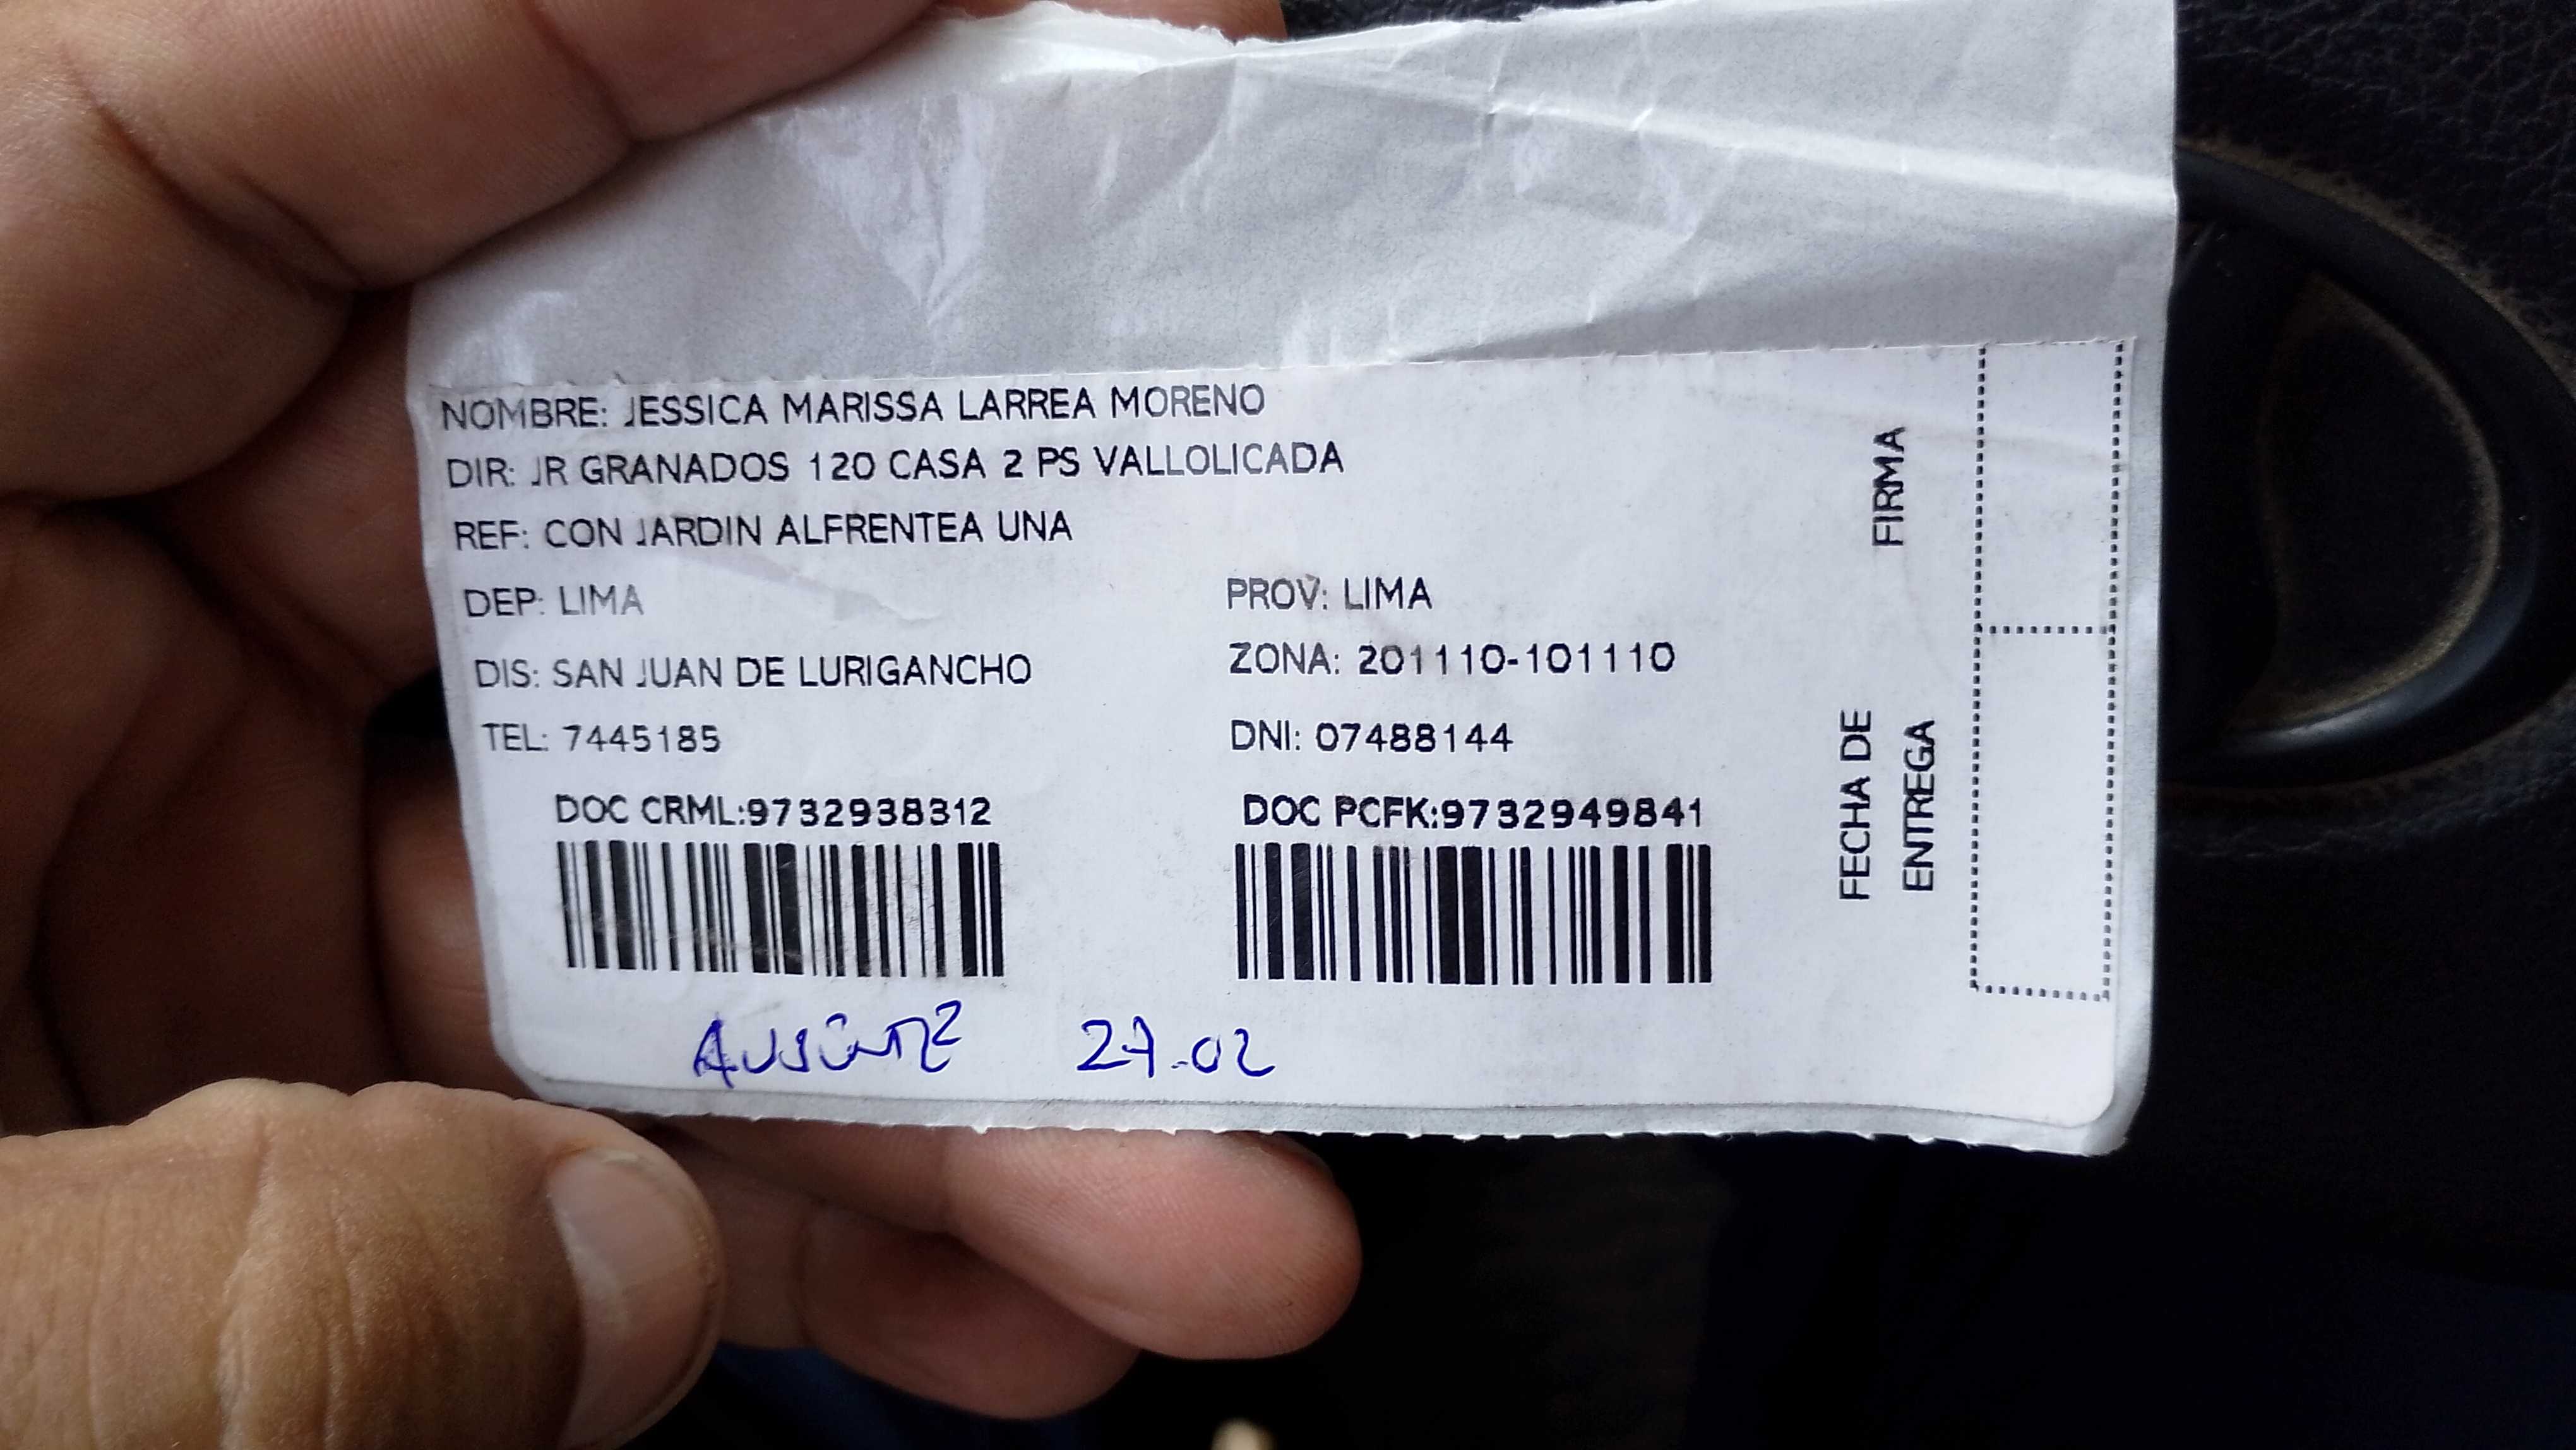 NOMBRE: JESSICA MARISSA LARREA MORENO
DIR: JR GRANADOS 120 CASA 2 PS VALLOLICADA
REF: CON JARDIN ALFRENTEA UNA
DEP: LIMA PROV: LIMA
DIS: SAN JUAN DE LURIGANCHO ZONA: 201110-101110
TEL: 7445185 DNI: 07488144
DOC CRML:9732938312 DOC PCFK:9732949841
AUSENTE 27-02
FIRMA
FECHA DE
ENTREGA